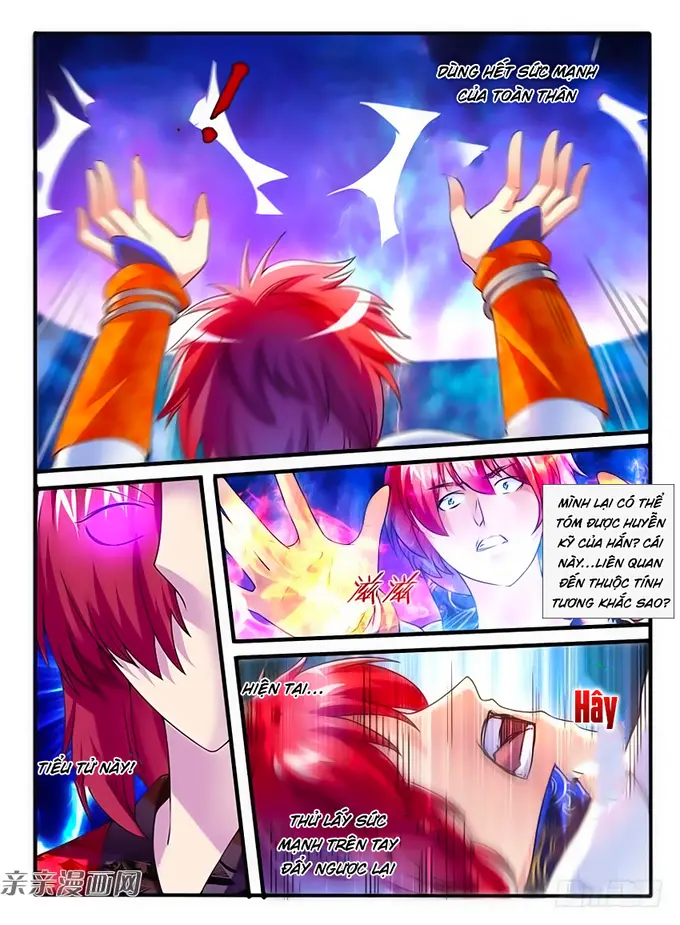 DÙNG HẾT SỨC MẠNH
CỦA TOÀN THÂN
!
MÌNH LẠI CÓ THỂ
TÓM ĐƯỢC HUYỄN
KỸ CỦA HẮN? CÁI
NÀY...LIÊN QUAN
ĐẾN THUỘC TÍNH
TƯƠNG KHẮC SAO?
滋滋
TIỂU TỬ NÀY!
HIỆN TẠI...
Hây
THỬ LẤY SỨC
MẠNH TRÊN TAY
ĐẨY NGƯỢC LẠI
亲亲漫画网